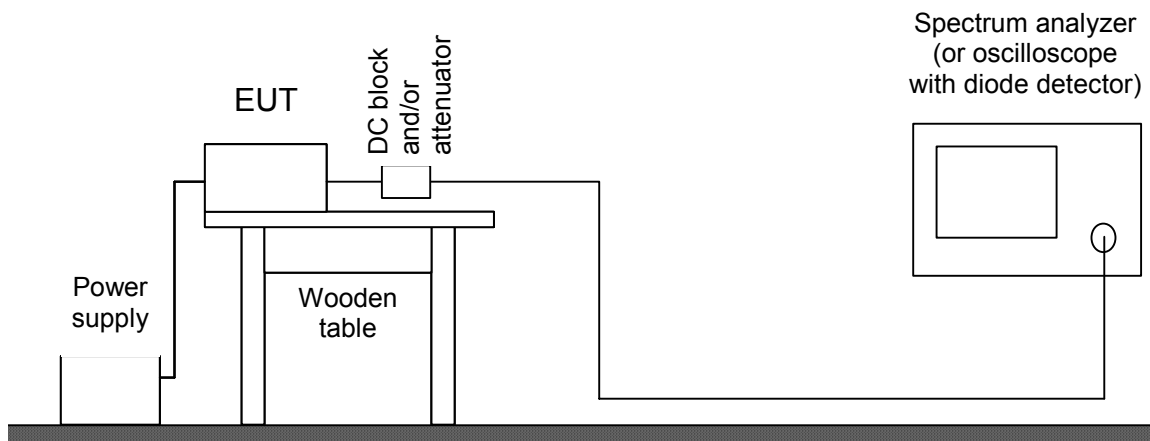 EUT
DC block
and/or
attenuator
Spectrum analyzer
(or oscilloscope
with diode detector)
Power
supply
Wooden
table